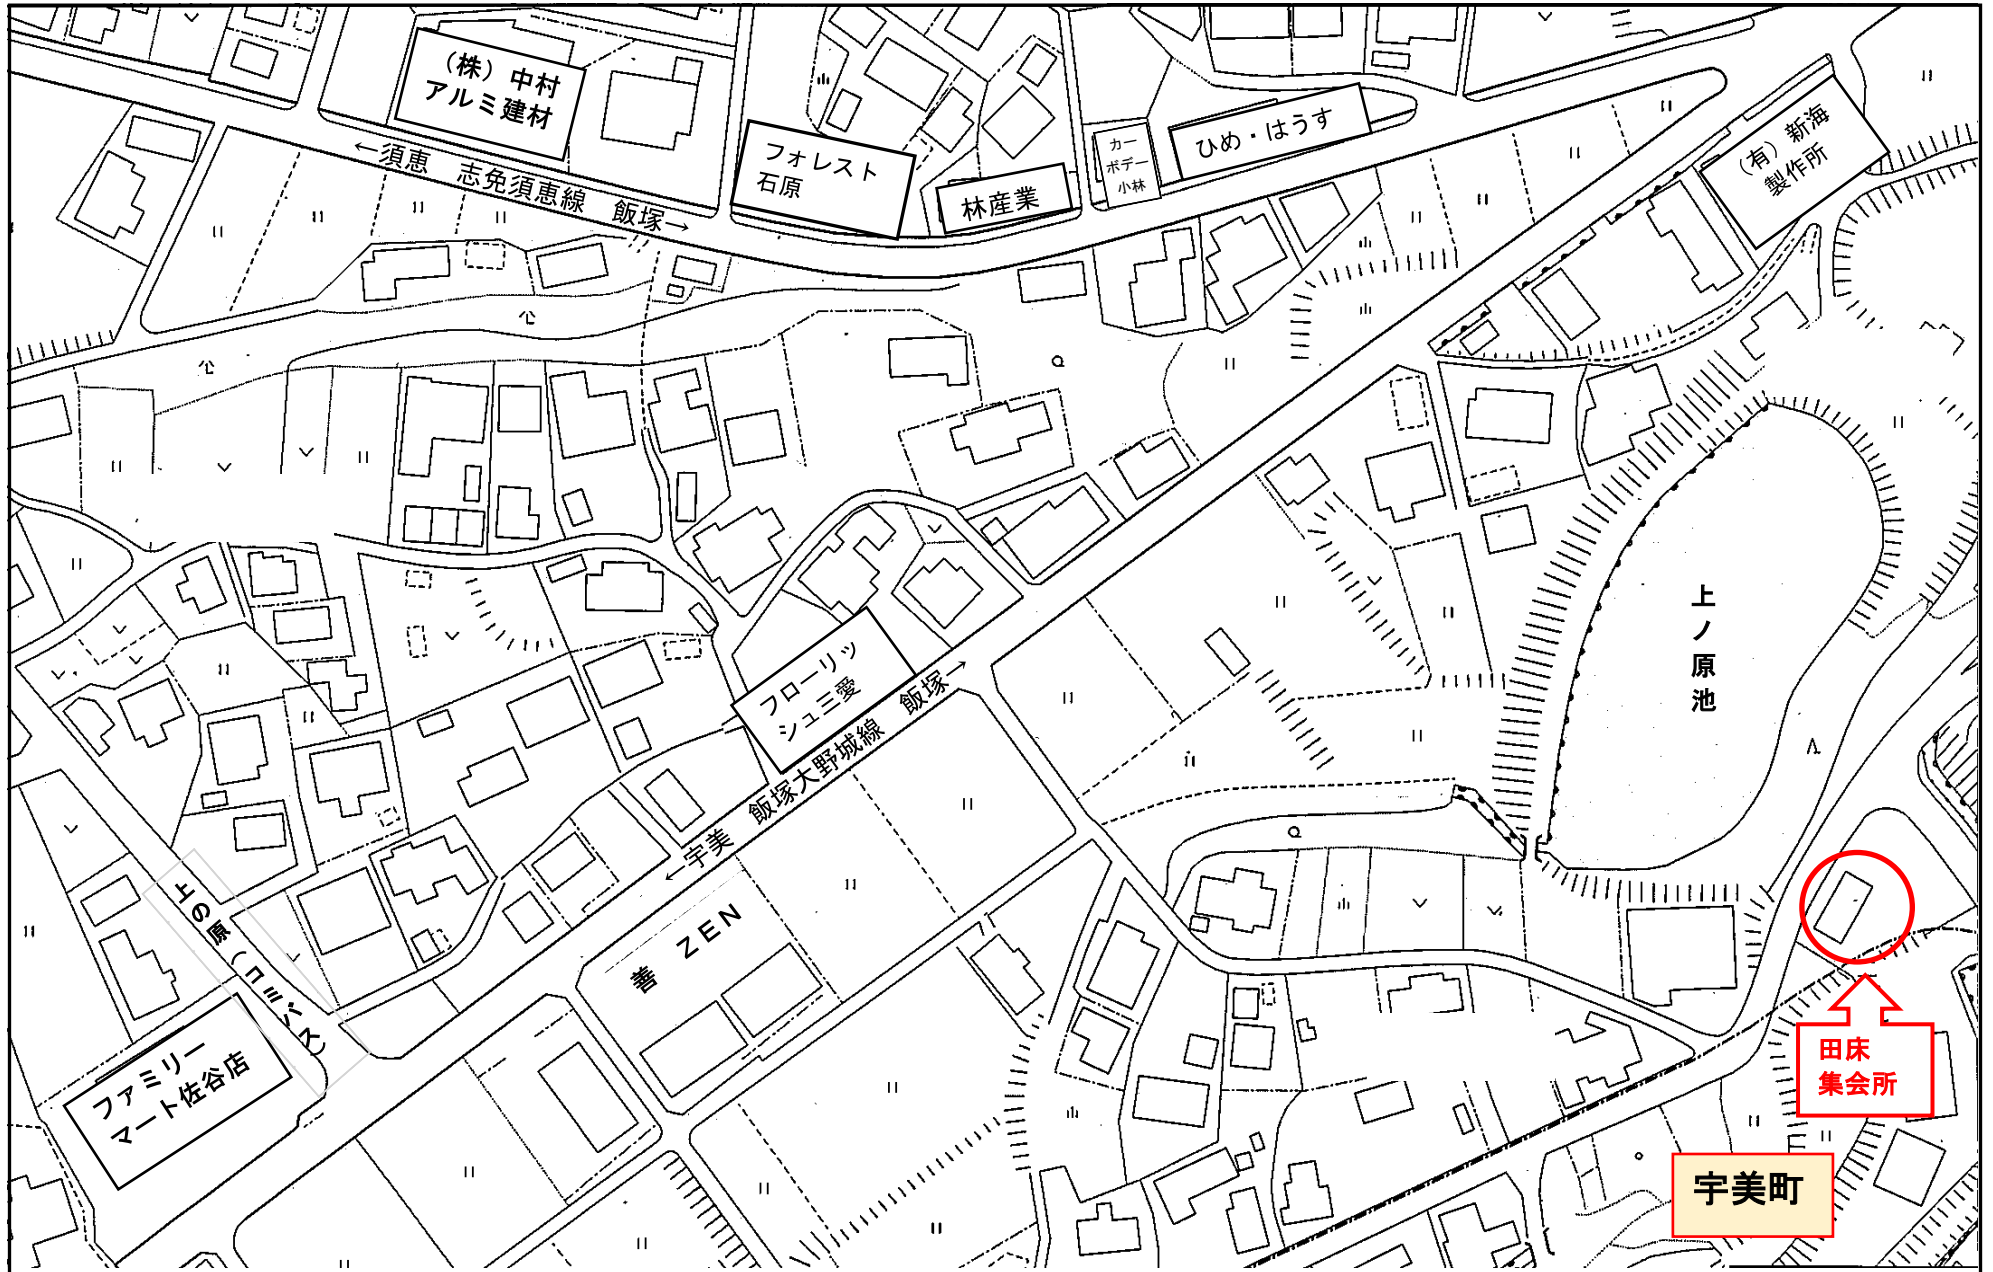 (株)中村
アルミ建材
←須恵 志免須恵線 飯塚→
フォレスト
石原
林産業
カー
ボデー
小林
ひめ・はうす
(有)新海
製作所
上ノ原池
フローリッ
シュ三愛
←宇美 飯塚大野城線 飯塚→
善 ZEN
上の原(コミバス)
ファミリー
マート佐谷店
田床
集会所
宇美町